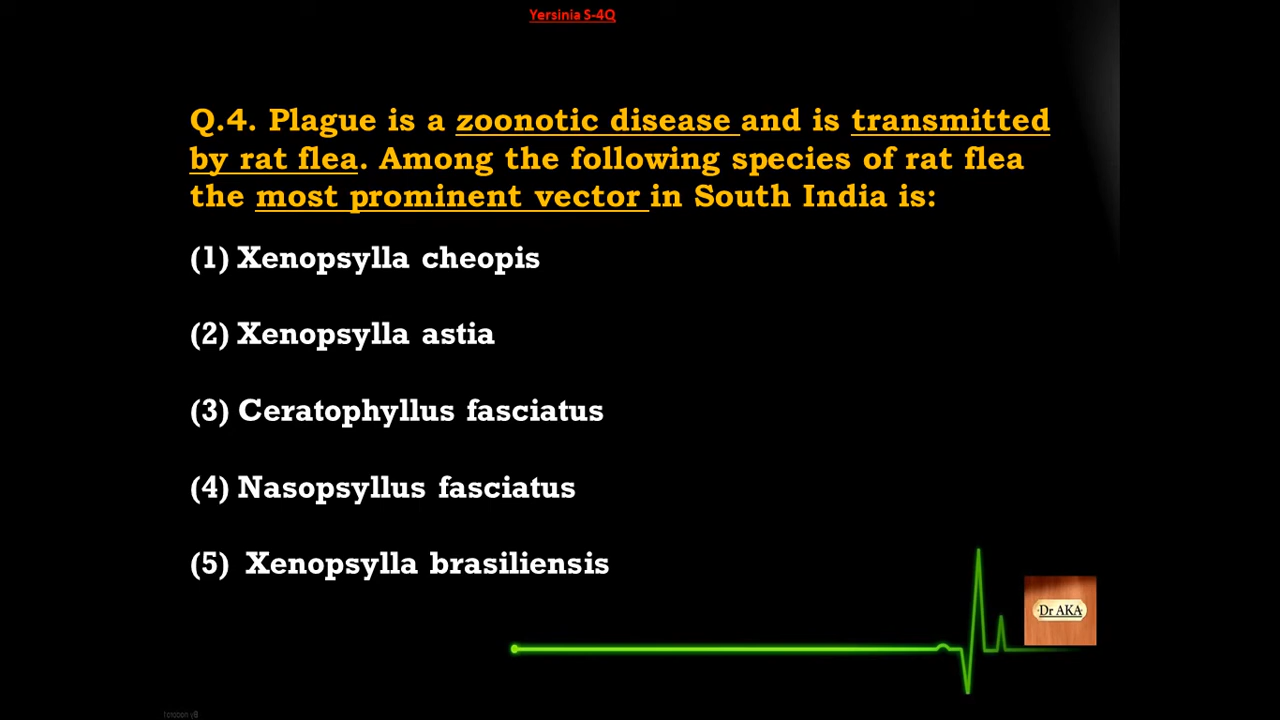 Yersinia S-4Q
Q.4. Plague is a zoonotic disease and is transmitted
by rat flea. Among the following species of rat flea
the most prominent vector in South India is:
(1) Xenopsylla cheopis
(2) Xenopsylla astia
(3) Ceratophyllus fasciatus
(4) Nasopsyllus fasciatus
(5) Xenopsylla brasiliensis
Dr AKA